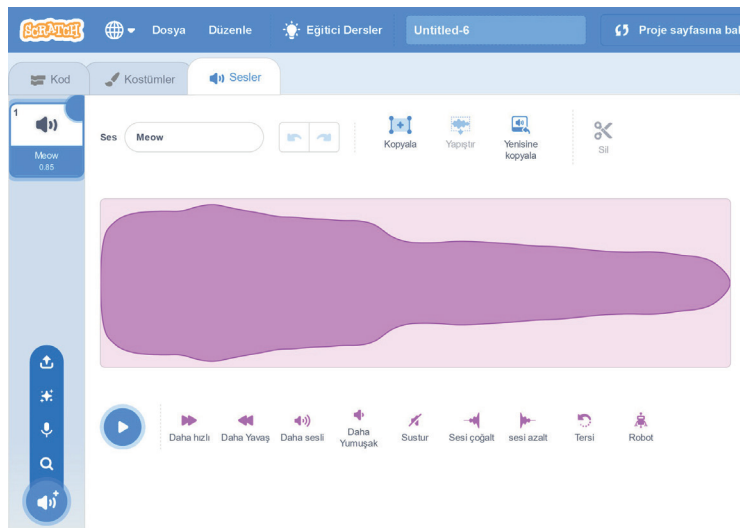 SCRATCH
Dosya Düzenle Eğitici Dersler Untitled-6 Proje sayfasına bak
Kod Kostümler Sesler
1
Meow
0.85
Ses Meow
Kopyala Yapıştır Yenisine kopyala Sil
Daha hızlı Daha Yavaş Daha sesli Daha Yumuşak Sustur Sesi çoğalt sesi azalt Tersi Robot